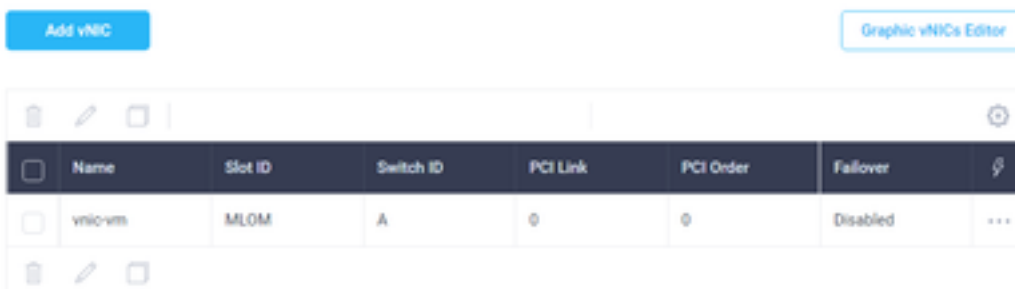 Add vNIC
Graphic vNICs Editor
Name Slot ID Switch ID PCI Link PCI Order Failover
vnic-vm MLOM A 0 0 Disabled ...